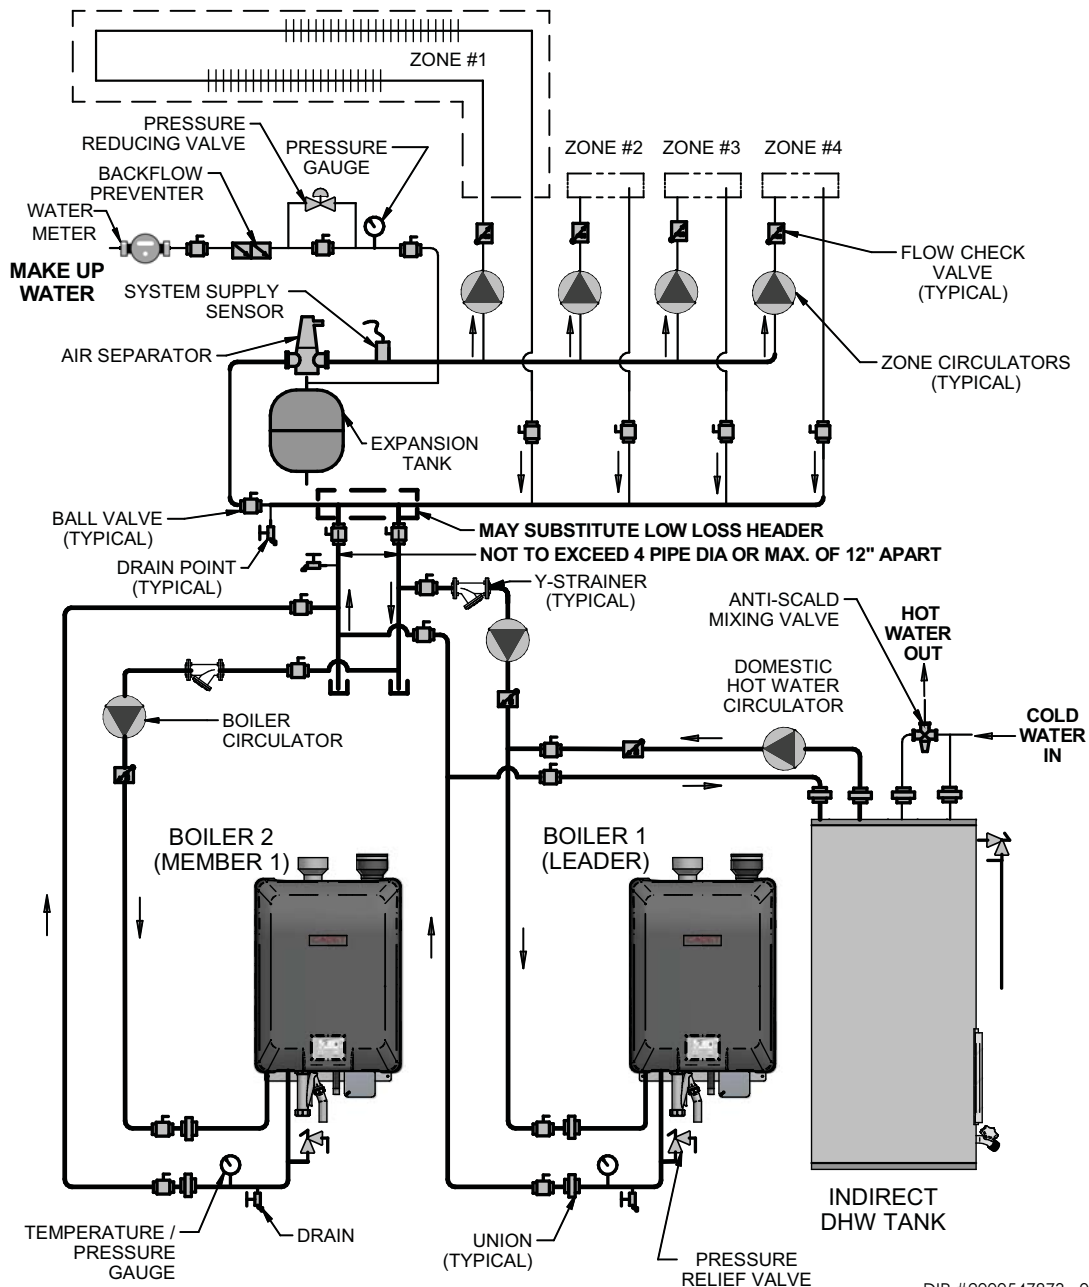 ZONE #1
PRESSURE
REDUCING VALVE
PRESSURE
GAUGE
BACKFLOW
PREVENTER
WATER
METER
MAKE UP
WATER
ZONE #2
ZONE #3
ZONE #4
FLOW CHECK
VALVE
(TYPICAL)
SYSTEM SUPPLY
SENSOR
AIR SEPARATOR
ZONE CIRCULATORS
(TYPICAL)
EXPANSION
TANK
BALL VALVE
(TYPICAL)
DRAIN POINT
(TYPICAL)
MAY SUBSTITUTE LOW LOSS HEADER
NOT TO EXCEED 4 PIPE DIA OR MAX. OF 12" APART
Y-STRAINER
(TYPICAL)
ANTI-SCALD
MIXING VALVE
HOT
WATER
OUT
DOMESTIC
HOT WATER
CIRCULATOR
COLD
WATER
IN
BOILER
CIRCULATOR
BOILER 2
(MEMBER 1)
BOILER 1
(LEADER)
TEMPERATURE /
PRESSURE
GAUGE
DRAIN
UNION
(TYPICAL)
PRESSURE
RELIEF VALVE
INDIRECT
DHW TANK